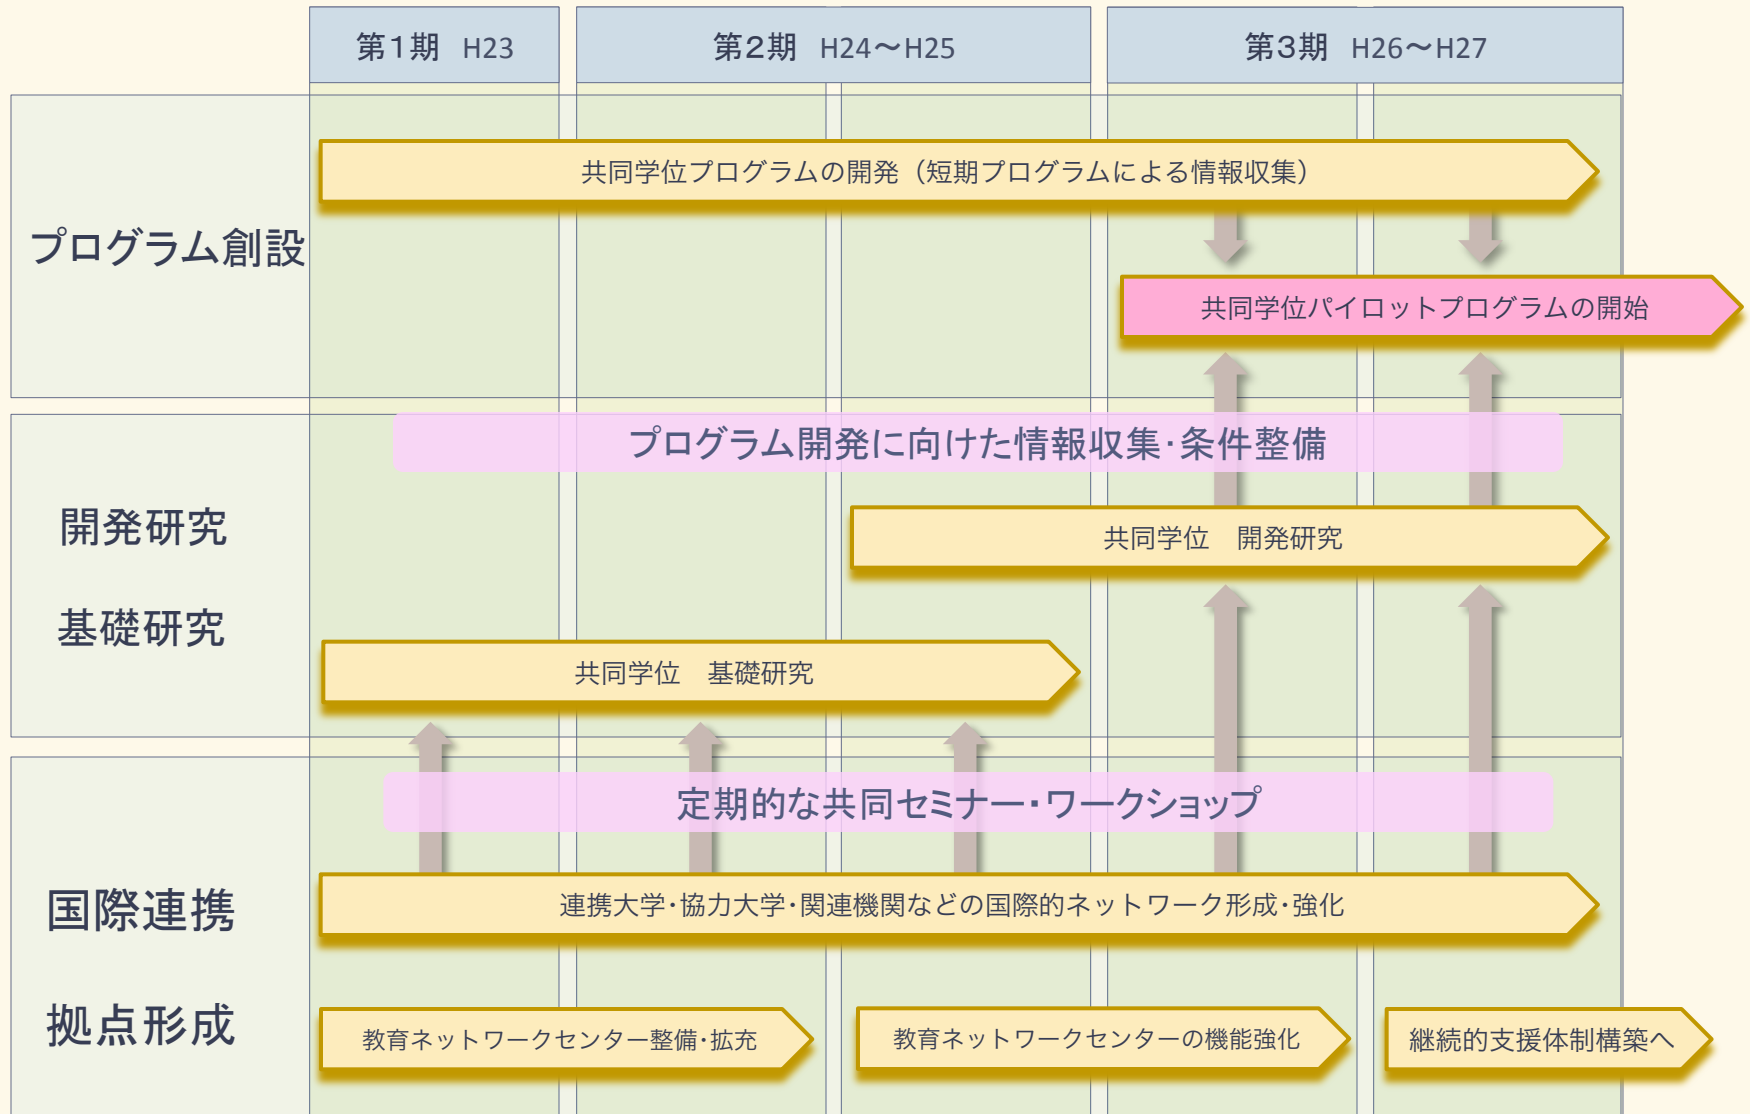 第1期 H23
第2期 H24～H25
第3期 H26～H27
プログラム創設
共同学位プログラムの開発（短期プログラムによる情報収集）
共同学位パイロットプログラムの開始
プログラム開発に向けた情報収集･条件整備
開発研究
共同学位　開発研究
基礎研究
共同学位　基礎研究
定期的な共同セミナー・ワークショップ
国際連携
連携大学･協力大学･関連機関などの国際的ネットワーク形成･強化
拠点形成
教育ネットワークセンター整備･拡充
教育ネットワークセンターの機能強化
継続的支援体制構築へ